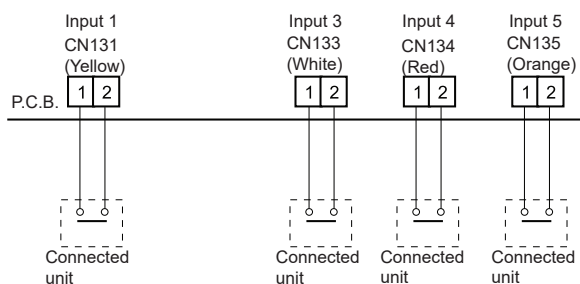 Input 1
CN131
(Yellow)
1 2
Input 3
CN133
(White)
1 2
Input 4
CN134
(Red)
1 2
Input 5
CN135
(Orange)
1 2
P.C.B.
Connected
unit
Connected
unit
Connected
unit
Connected
unit